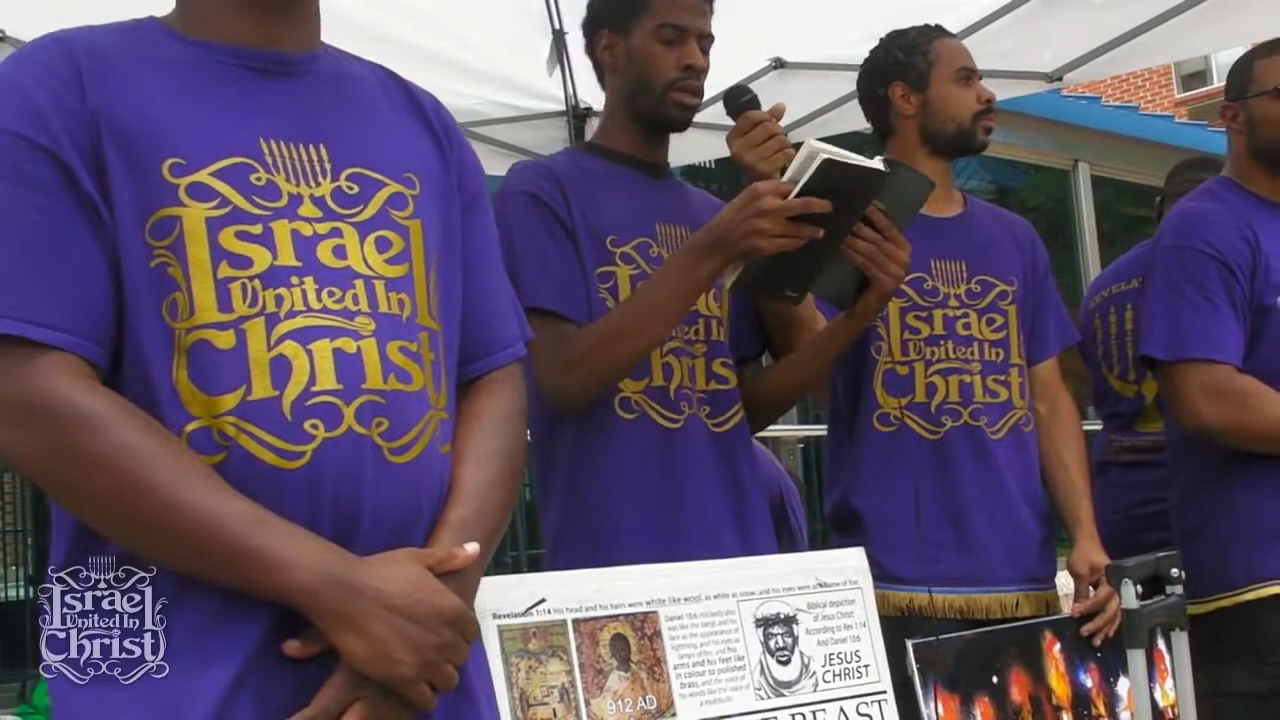 Israel
United In
Christ
Israel
ed In
Chris
Israel
United In
Christ
Israel
United In
Christ
Revelation 1:14 His head and his hairs were white like wool, as white as snow; and his eyes were as a flame of fire.
Daniel 10:6 His body also
was like the beryl, and his
face as the appearance of
lightning, and his eyes as
lamps of fire, and his
arms and his feet like
in colour to polished
brass, and the voice of
his words like the voice of
a multitude.
912 AD
Biblical depiction
of Jesus Christ.
According to Rev 1:14
And Daniel 10:6
JESUS
CHRIST
BEAST